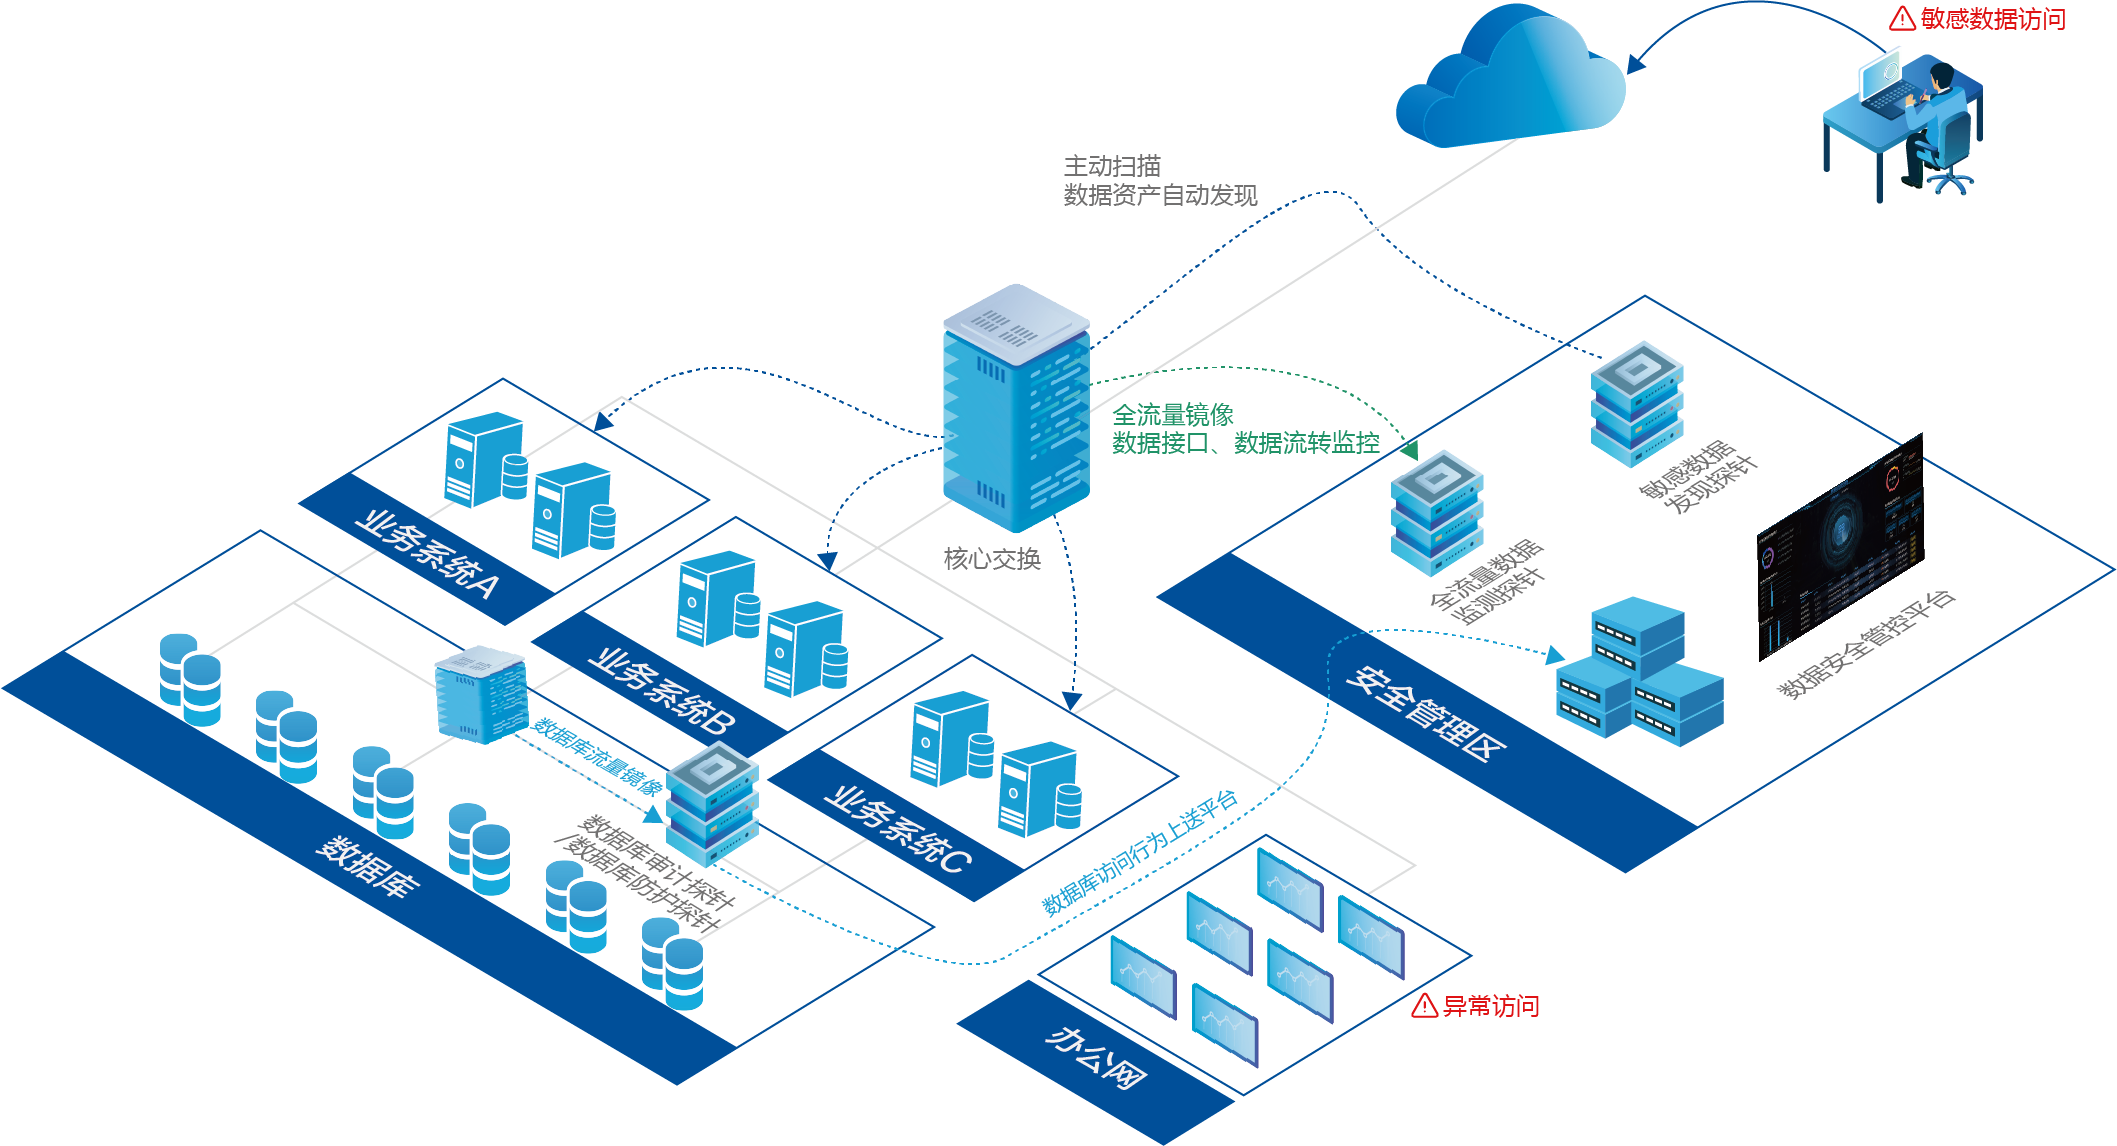 敏感数据访问
主动扫描
数据资产自动发现
全流量镜像
数据接口、数据流转监控
核心交换
敏感数据
发现探针
全流量数据
监测探针
数据安全管控平台
安全管理区
业务系统A
业务系统B
业务系统C
数据库流量镜像
数据库审计探针
/数据库防护探针
数据库
数据库访问行为上送平台
异常访问
办公网